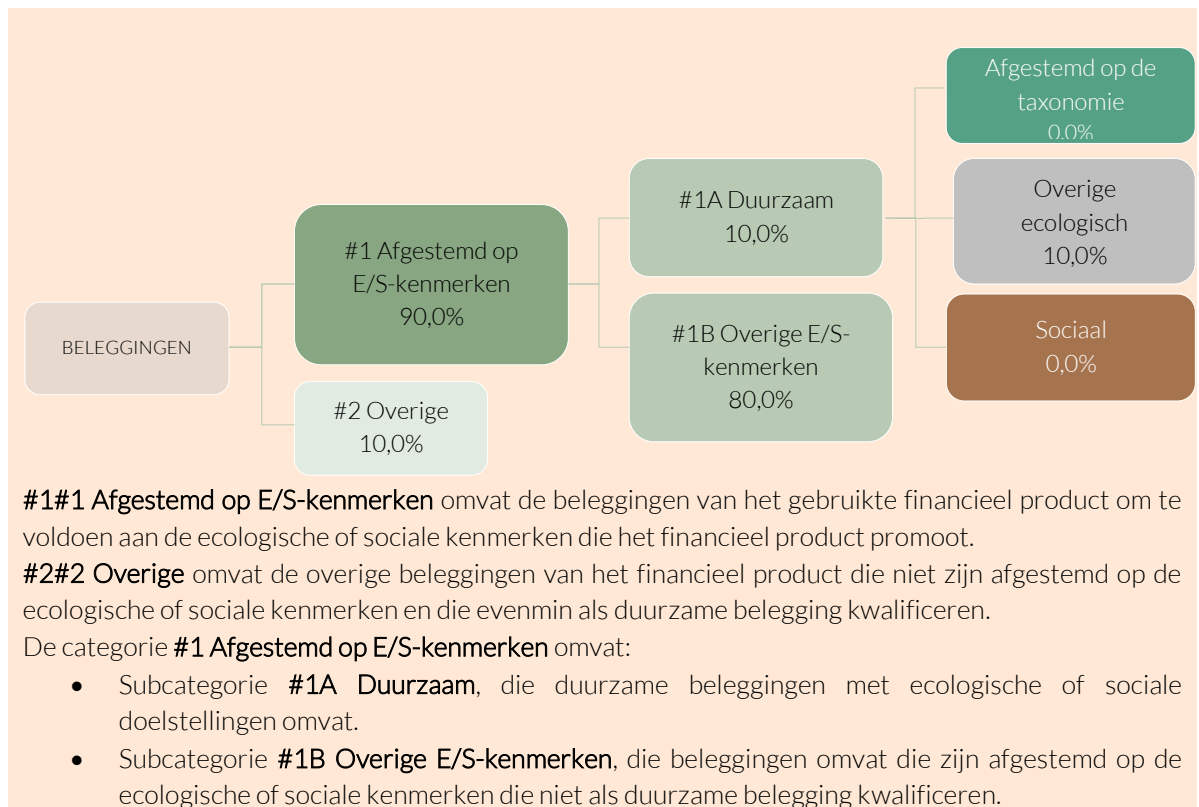 BELEGGINGEN
#1 Afgestemd op
E/S-kenmerken
90,0%
#2 Overige
10,0%
#1A Duurzaam
10,0%
#1B Overige E/S-
kenmerken
80,0%
Afgestemd op de
taxonomie
0,0%
Overige
ecologisch
10,0%
Sociaal
0,0%
#1#1 Afgestemd op E/S-kenmerken omvat de beleggingen van het gebruikte financieel product om te
voldoen aan de ecologische of sociale kenmerken die het financieel product promoot.
#2#2 Overige omvat de overige beleggingen van het financieel product die niet zijn afgestemd op de
ecologische of sociale kenmerken en die evenmin als duurzame belegging kwalificeren.
De categorie #1 Afgestemd op E/S-kenmerken omvat:
• Subcategorie #1A Duurzaam, die duurzame beleggingen met ecologische of sociale
doelstellingen omvat.
• Subcategorie #1B Overige E/S-kenmerken, die beleggingen omvat die zijn afgestemd op de
ecologische of sociale kenmerken die niet als duurzame belegging kwalificeren.